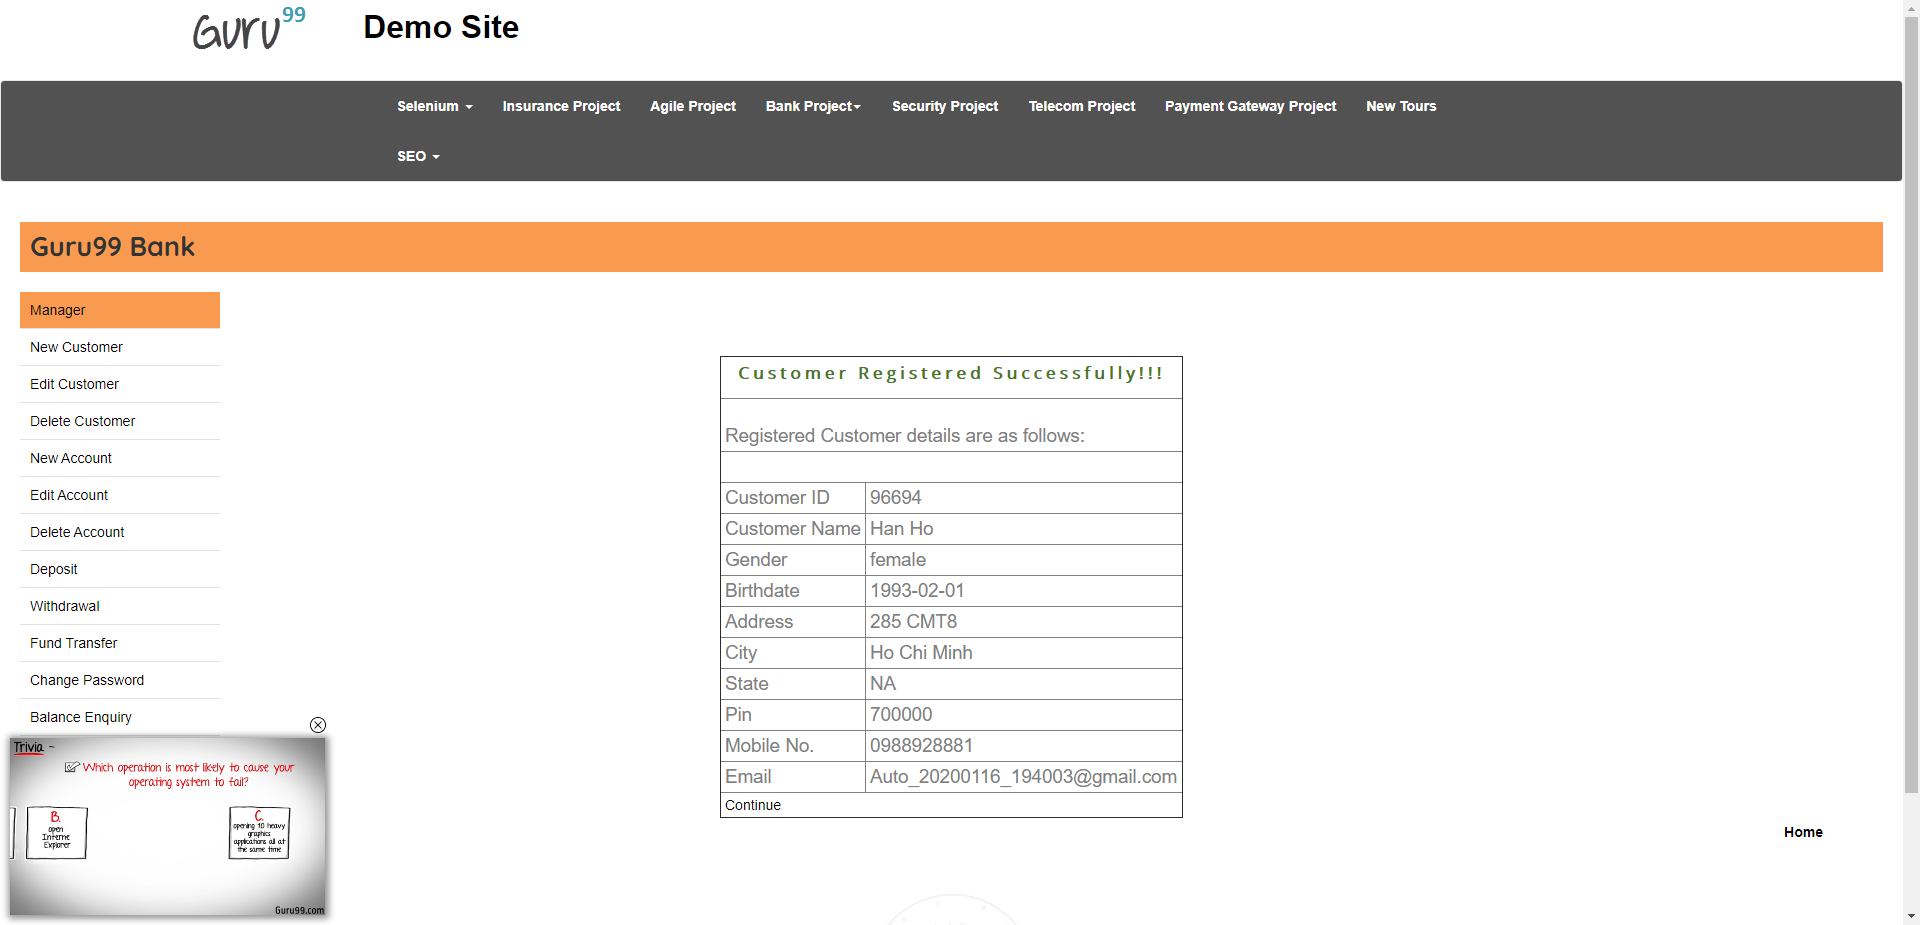 Guru99 Demo Site
Selenium Insurance Project Agile Project Bank Project Security Project Telecom Project Payment Gateway Project New Tours
SEO
Guru99 Bank
Manager
New Customer
Edit Customer
Delete Customer
New Account
Edit Account
Delete Account
Deposit
Withdrawal
Fund Transfer
Change Password
Balance Enquiry
Customer Registered Successfully!!!
Registered Customer details are as follows:
Customer ID 96694
Customer Name Han Ho
Gender female
Birthdate 1993-02-01
Address 285 CMT8
City Ho Chi Minh
State NA
Pin 700000
Mobile No. 0988928881
Email Auto_20200116_194003@gmail.com
Continue
Home
Trivia -
Which operation is most likely to cause your
operating system to fail?
B.
open
Interne
Explorer
C.
opening 10 heavy
graphics
applications all at
the same time
Guru99.com